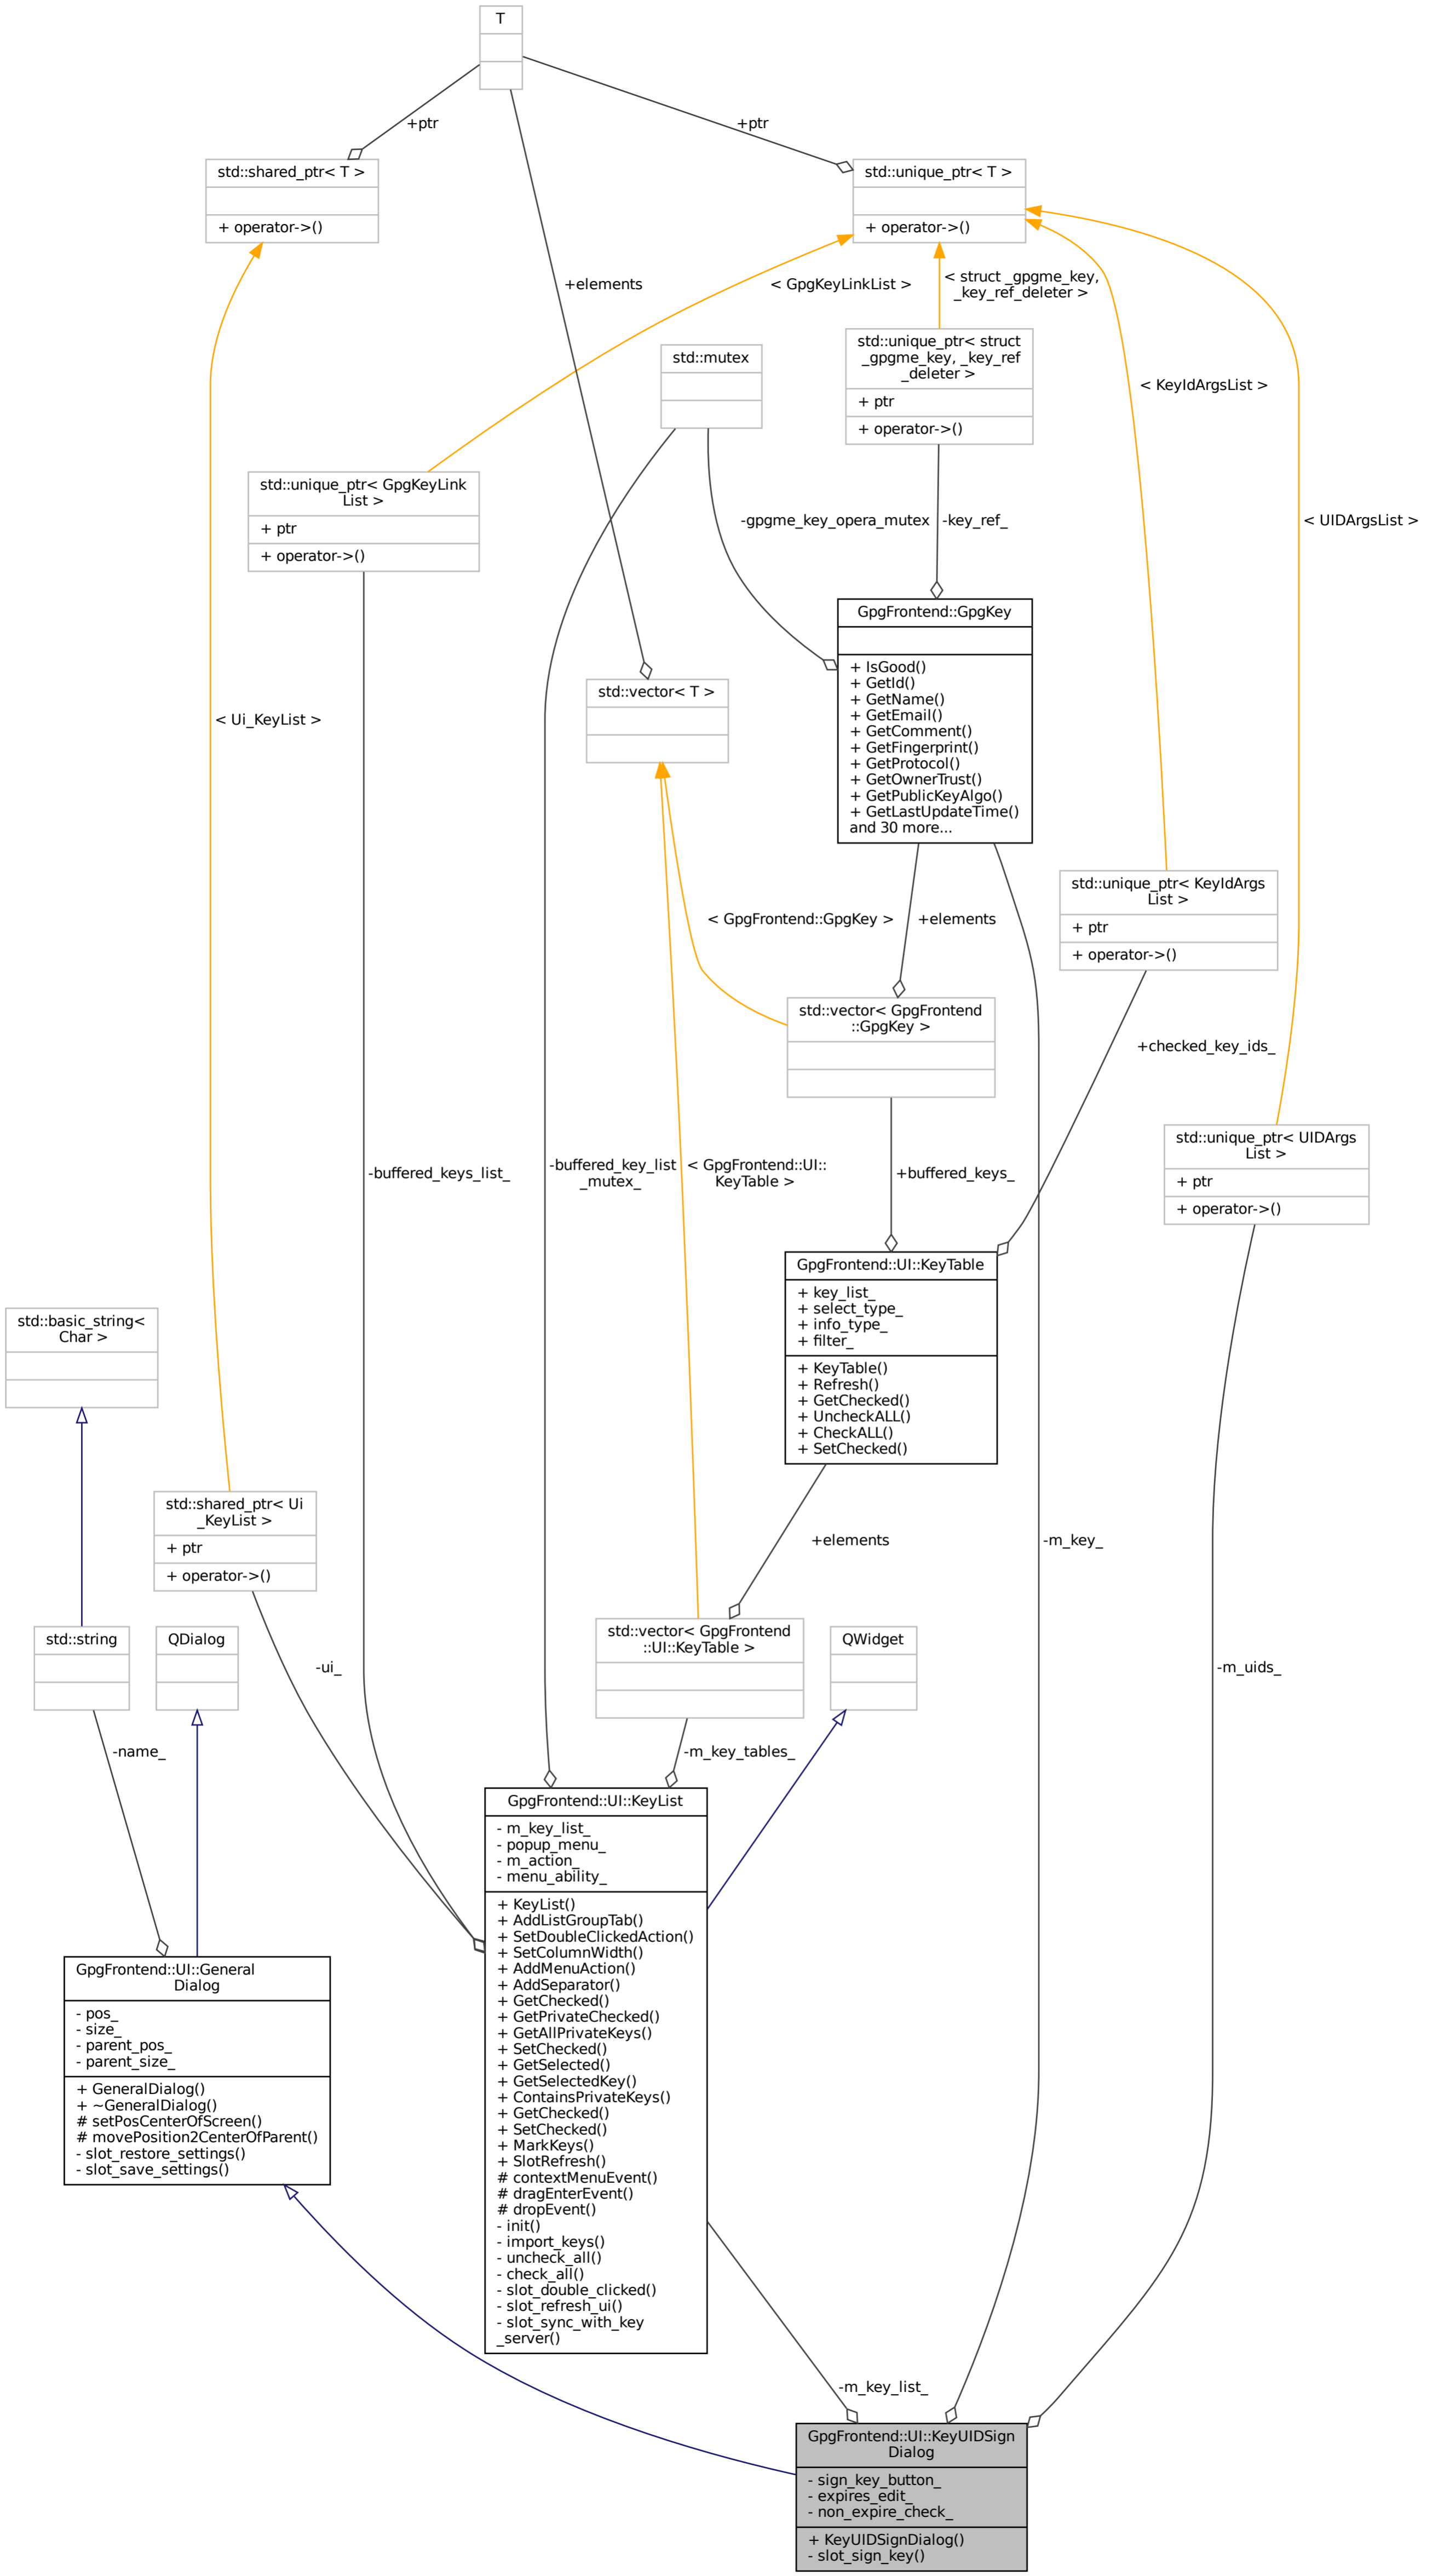 T
+ptr
+ptr
std::shared_ptr< T >
+ operator->()
std::unique_ptr< T >
+ operator->()
+elements
< GpgKeyLinkList >
< struct _gpgme_key,
_key_ref_deleter >
std::mutex
std::unique_ptr< struct
_gpgme_key, _key_ref
_deleter >
+ ptr
+ operator->()
< KeyIdArgsList >
std::unique_ptr< GpgKeyLink
List >
+ ptr
+ operator->()
-gpgme_key_opera_mutex
-key_ref_
< UIDArgsList >
GpgFrontend::GpgKey
+ IsGood()
+ GetId()
+ GetName()
+ GetEmail()
+ GetComment()
+ GetFingerprint()
+ GetProtocol()
+ GetOwnerTrust()
+ GetPublicKeyAlgo()
+ GetLastUpdateTime()
and 30 more...
std::vector< T >
< Ui_KeyList >
std::unique_ptr< KeyIdArgs
List >
+ ptr
+ operator->()
< GpgFrontend::GpgKey >
+elements
std::vector< GpgFrontend
::GpgKey >
+checked_key_ids_
std::unique_ptr< UIDArgs
List >
+ ptr
+ operator->()
-buffered_keys_list_
-buffered_key_list
_mutex_
< GpgFrontend::UI::
KeyTable >
+buffered_keys_
GpgFrontend::UI::KeyTable
+ key_list_
+ select_type_
+ info_type_
+ filter_
+ KeyTable()
+ Refresh()
+ GetChecked()
+ UncheckALL()
+ CheckALL()
+ SetChecked()
std::basic_string<
Char >
std::shared_ptr< Ui
_KeyList >
+ ptr
+ operator->()
+elements
-m_key_
std::string
QDialog
-ui_
std::vector< GpgFrontend
::UI::KeyTable >
QWidget
-m_uids_
-name_
-m_key_tables_
GpgFrontend::UI::KeyList
- m_key_list_
- popup_menu_
- m_action_
- menu_ability_
+ KeyList()
+ AddListGroupTab()
+ SetDoubleClickedAction()
+ SetColumnWidth()
+ AddMenuAction()
+ AddSeparator()
+ GetChecked()
+ GetPrivateChecked()
+ GetAllPrivateKeys()
+ SetChecked()
+ GetSelected()
+ GetSelectedKey()
+ ContainsPrivateKeys()
+ GetChecked()
+ SetChecked()
+ MarkKeys()
+ SlotRefresh()
# contextMenuEvent()
# dragEnterEvent()
# dropEvent()
- init()
- import_keys()
- uncheck_all()
- check_all()
- slot_double_clicked()
- slot_refresh_ui()
- slot_sync_with_key
_server()
GpgFrontend::UI::General
Dialog
- pos_
- size_
- parent_pos_
- parent_size_
+ GeneralDialog()
+ ~GeneralDialog()
# setPosCenterOfScreen()
# movePosition2CenterOfParent()
- slot_restore_settings()
- slot_save_settings()
-m_key_list_
GpgFrontend::UI::KeyUIDSign
Dialog
- sign_key_button_
- expires_edit_
- non_expire_check_
+ KeyUIDSignDialog()
- slot_sign_key()